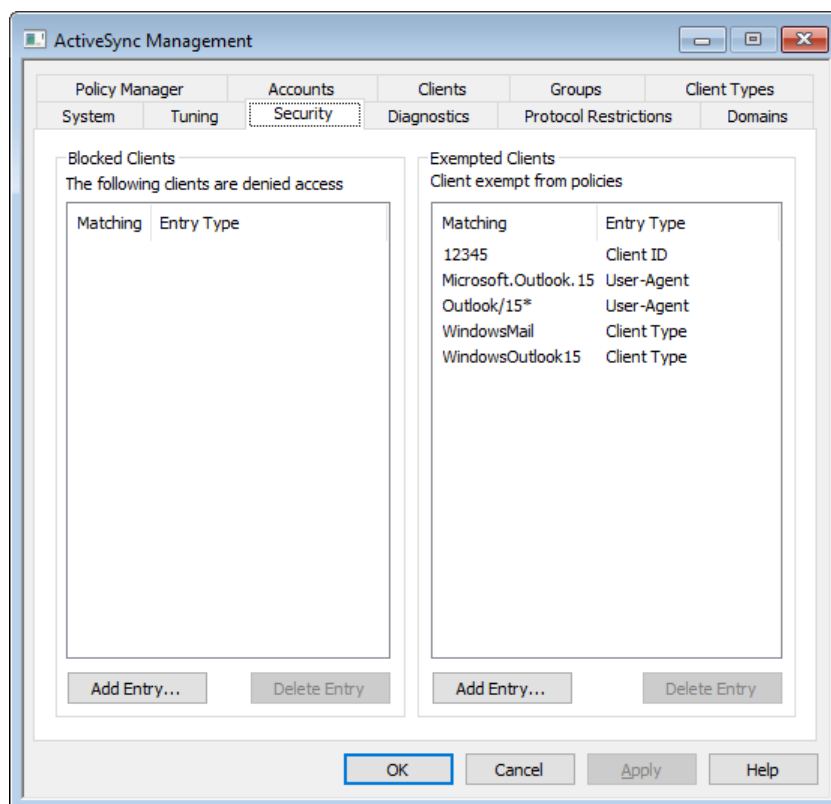 ActiveSync Management
Policy Manager Accounts Clients Groups Client Types
System Tuning Security Diagnostics Protocol Restrictions Domains
Blocked Clients
The following clients are denied access
Matching Entry Type
Add Entry... Delete Entry
Exempted Clients
Client exempt from policies
Matching Entry Type
12345 Client ID
Microsoft.Outlook.15 User-Agent
Outlook/15* User-Agent
WindowsMail Client Type
WindowsOutlook15 Client Type
Add Entry... Delete Entry
OK Cancel Apply Help